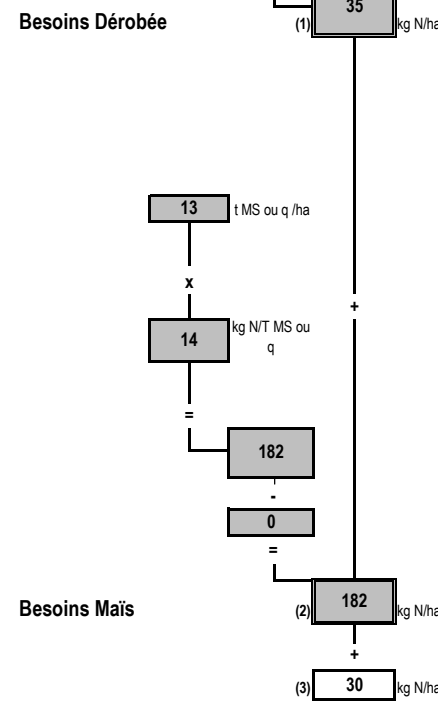 35
Besoins Dérobée (1) kg N/ha
13 t MS ou q /ha
x
+
14 kg N/T MS ou
q
=
182
-
0
=
Besoins Maïs (2) 182 kg N/ha
+
(3) 30 kg N/ha